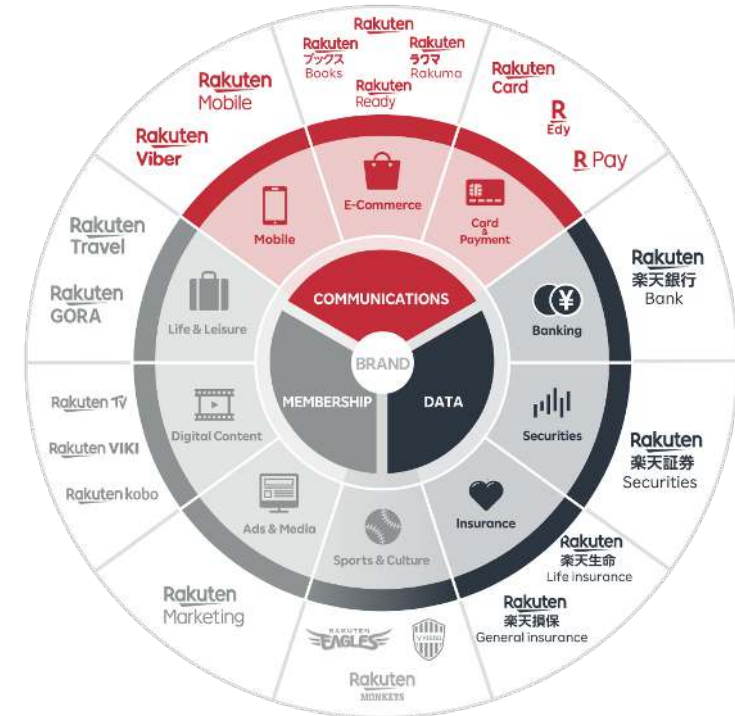 Rakuten
Rakuten
ブックス
Books
Rakuten
ラクマ
Rakuma
Rakuten
Ready
Rakuten
Card
R
Edy
R Pay
Rakuten
楽天銀行
Bank
Rakuten
楽天証券
Securities
Rakuten
楽天生命
Life insurance
Rakuten
楽天損保
General insurance
RAKUTEN
EAGLES
Rakuten
MONKETS
Rakuten
Marketing
Rakuten TV
Rakuten VIKI
Rakuten kobo
Rakuten
Travel
Rakuten
GORA
Rakuten
Viber
Rakuten
Mobile
Mobile
E-Commerce
Card
&
Payment
Banking
Securities
Insurance
Sports & Culture
Ads & Media
Digital Content
Life & Leisure
COMMUNICATIONS
BRAND
MEMBERSHIP
DATA